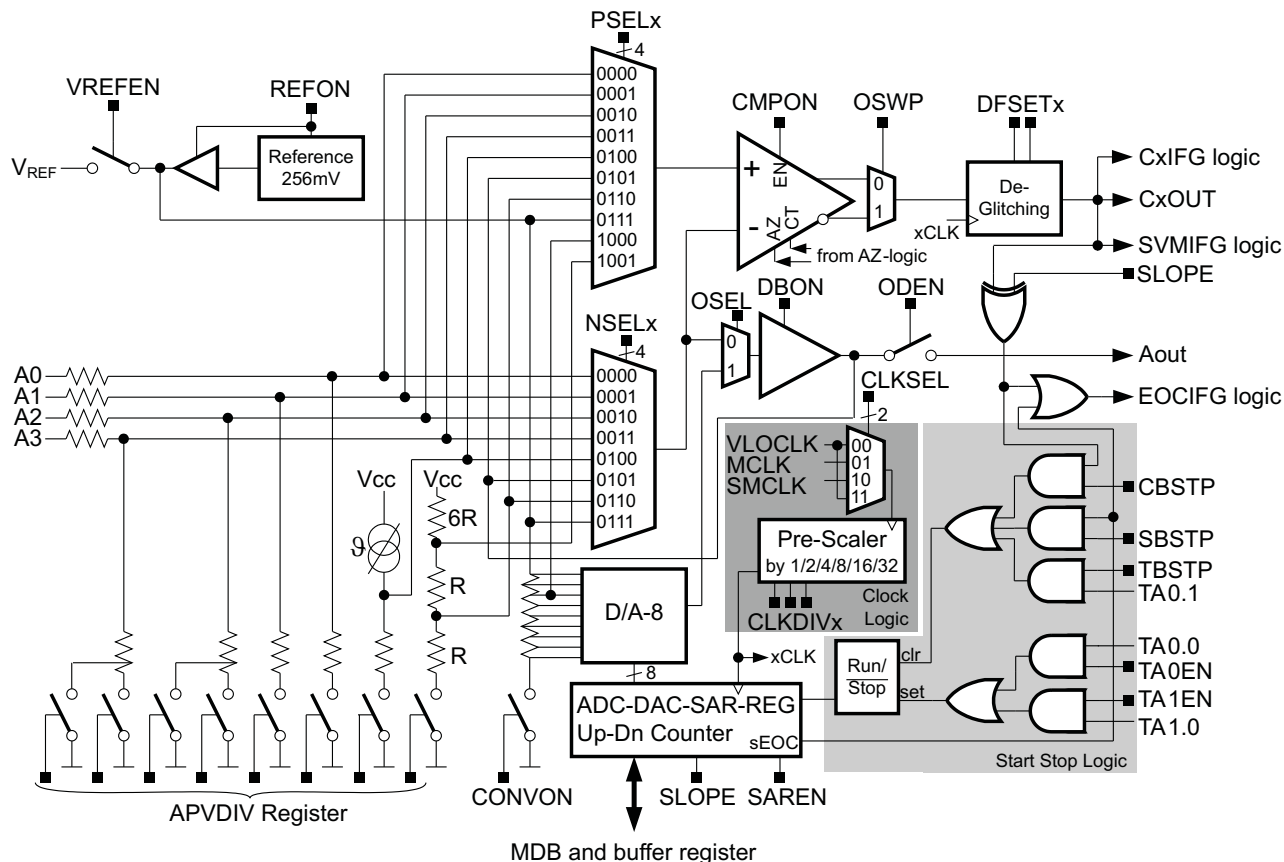 PSELx
4
0000
0001
0010
0011
0100
0101
0110
0111
1000
1001
VREFEN
REFON
VREF
Reference
256mV
CMPON
OSWP
DFSETx
+
-
EN
AZ
CT
from AZ-logic
0
1
De-
Glitching
xCLK
CxIFG logic
CxOUT
SVMIFG logic
SLOPE
NSELx
4
0000
0001
0010
0011
0100
0101
0110
0111
OSEL
0
1
DBON
ODEN
Aout
EOCIFG logic
A0
A1
A2
A3
CLKSEL
2
VLOCLK
MCLK
SMCLK
00
01
10
11
Pre-Scaler
by 1/2/4/8/16/32
CLKDIVx
Clock
Logic
CBSTP
SBSTP
TBSTP
TA0.1
TA0.0
TA0EN
TA1EN
TA1.0
Start Stop Logic
Run/
Stop
clr
set
xCLK
Vcc
ϑ
Vcc
6R
R
R
D/A-8
8
ADC-DAC-SAR-REG
Up-Dn Counter
sEOC
APVDIV Register
CONVON
SLOPE
SAREN
MDB and buffer register